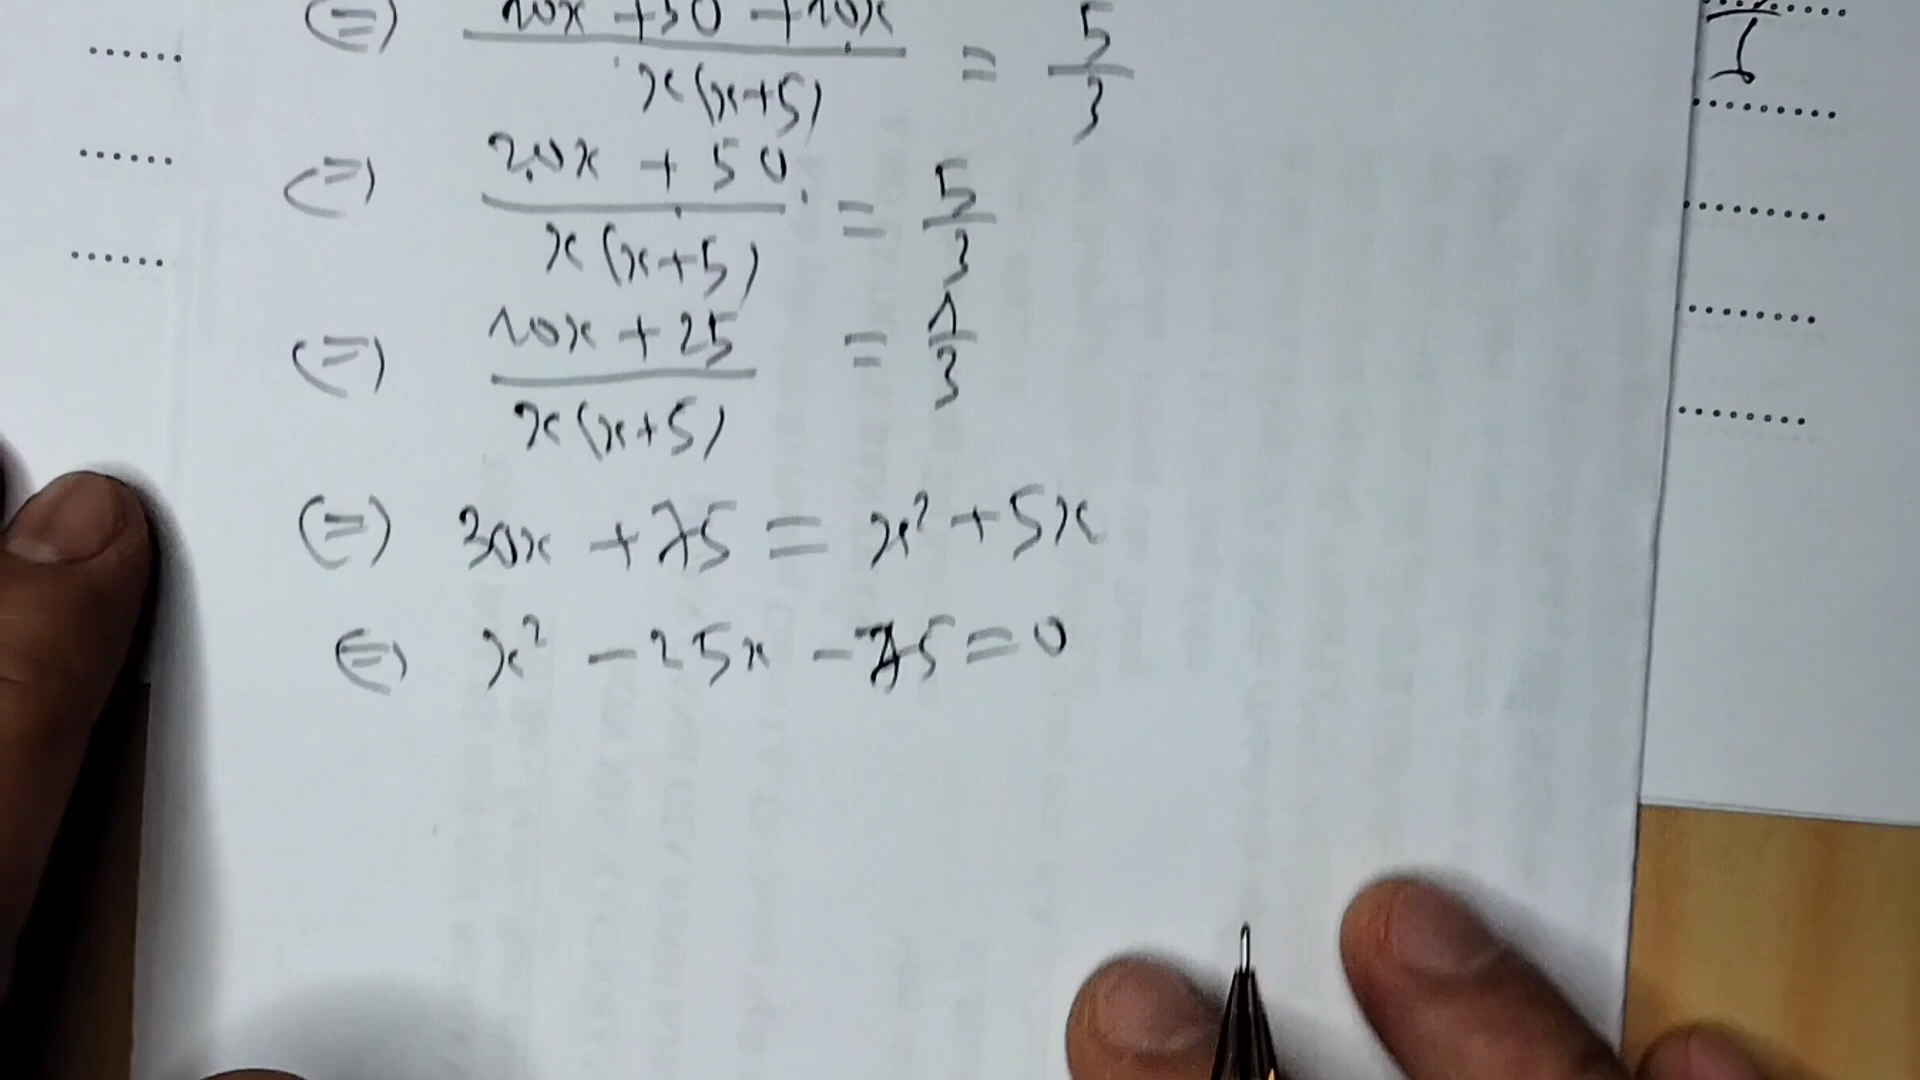 (=) 10x + 50 + 10x / x(x+5) = 5/3
(=) 20x + 50 / x(x+5) = 5/3
(=) 10x + 25 / x(x+5) = 1/3
(=) 30x + 75 = x² + 5x
(=) x² - 25x - 75 = 0